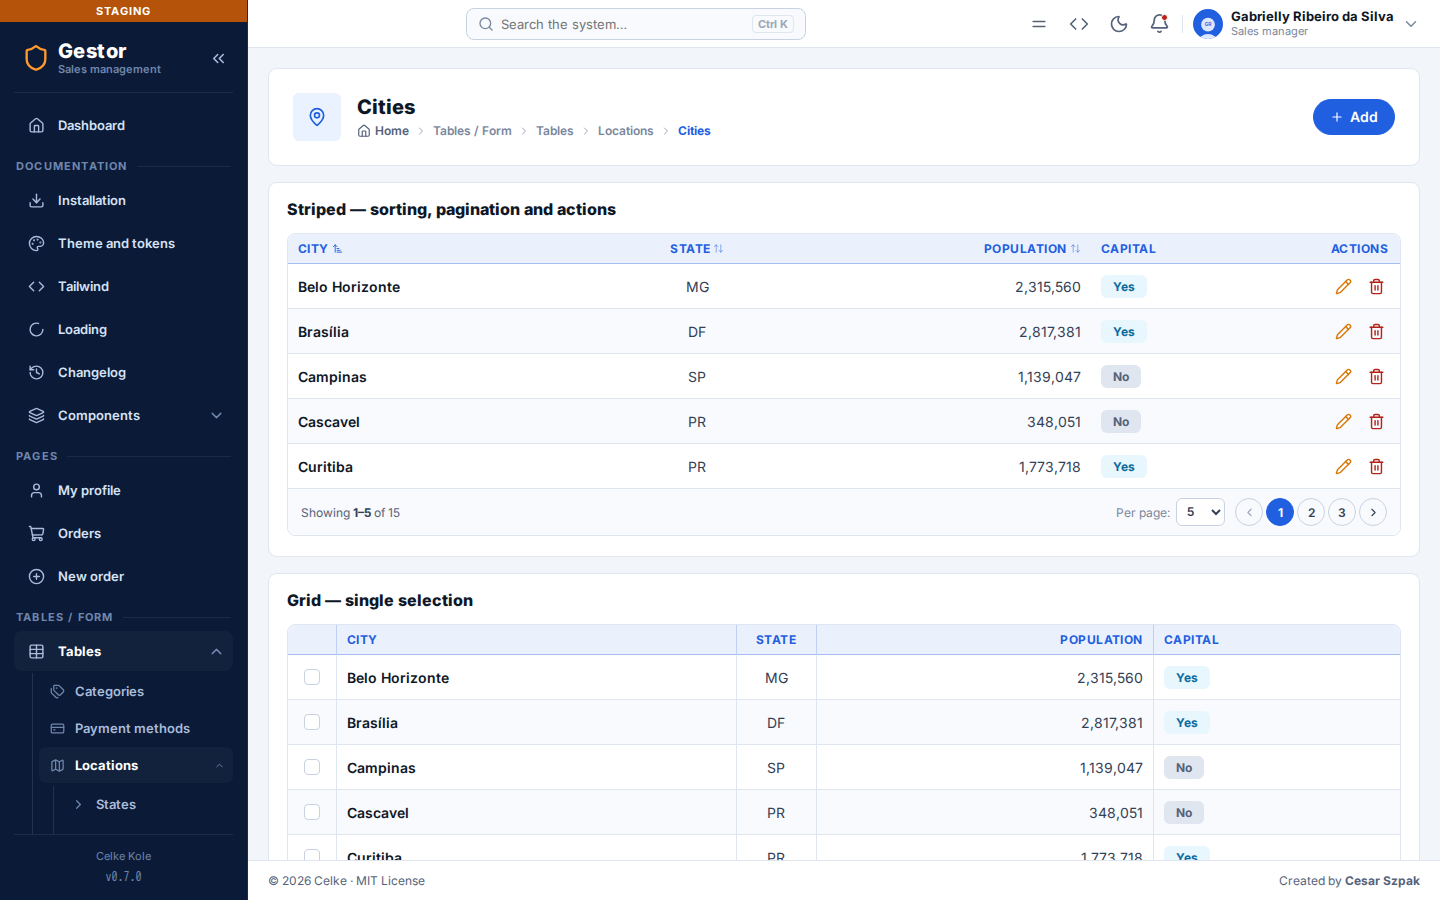 STAGING
Gestor
Sales management
Dashboard
DOCUMENTATION
Installation
Theme and tokens
Tailwind
Loading
Changelog
Components
PAGES
My profile
Orders
New order
TABLES / FORM
Tables
Categories
Payment methods
Locations
States
Celke Kole
v0.7.0
Search the system... Ctrl K
Gabrielly Ribeiro da Silva
Sales manager
Cities
Home Tables / Form Tables Locations Cities
Add
Striped — sorting, pagination and actions
CITY STATE POPULATION CAPITAL ACTIONS
Belo Horizonte MG 2,315,560 Yes
Brasília DF 2,817,381 Yes
Campinas SP 1,139,047 No
Cascavel PR 348,051 No
Curitiba PR 1,773,718 Yes
Showing 1–5 of 15 Per page: 5 1 2 3
Grid — single selection
CITY STATE POPULATION CAPITAL
Belo Horizonte MG 2,315,560 Yes
Brasília DF 2,817,381 Yes
Campinas SP 1,139,047 No
Cascavel PR 348,051 No
Curitiba PR 1,773,718 Yes
© 2026 Celke · MIT License Created by Cesar Szpak